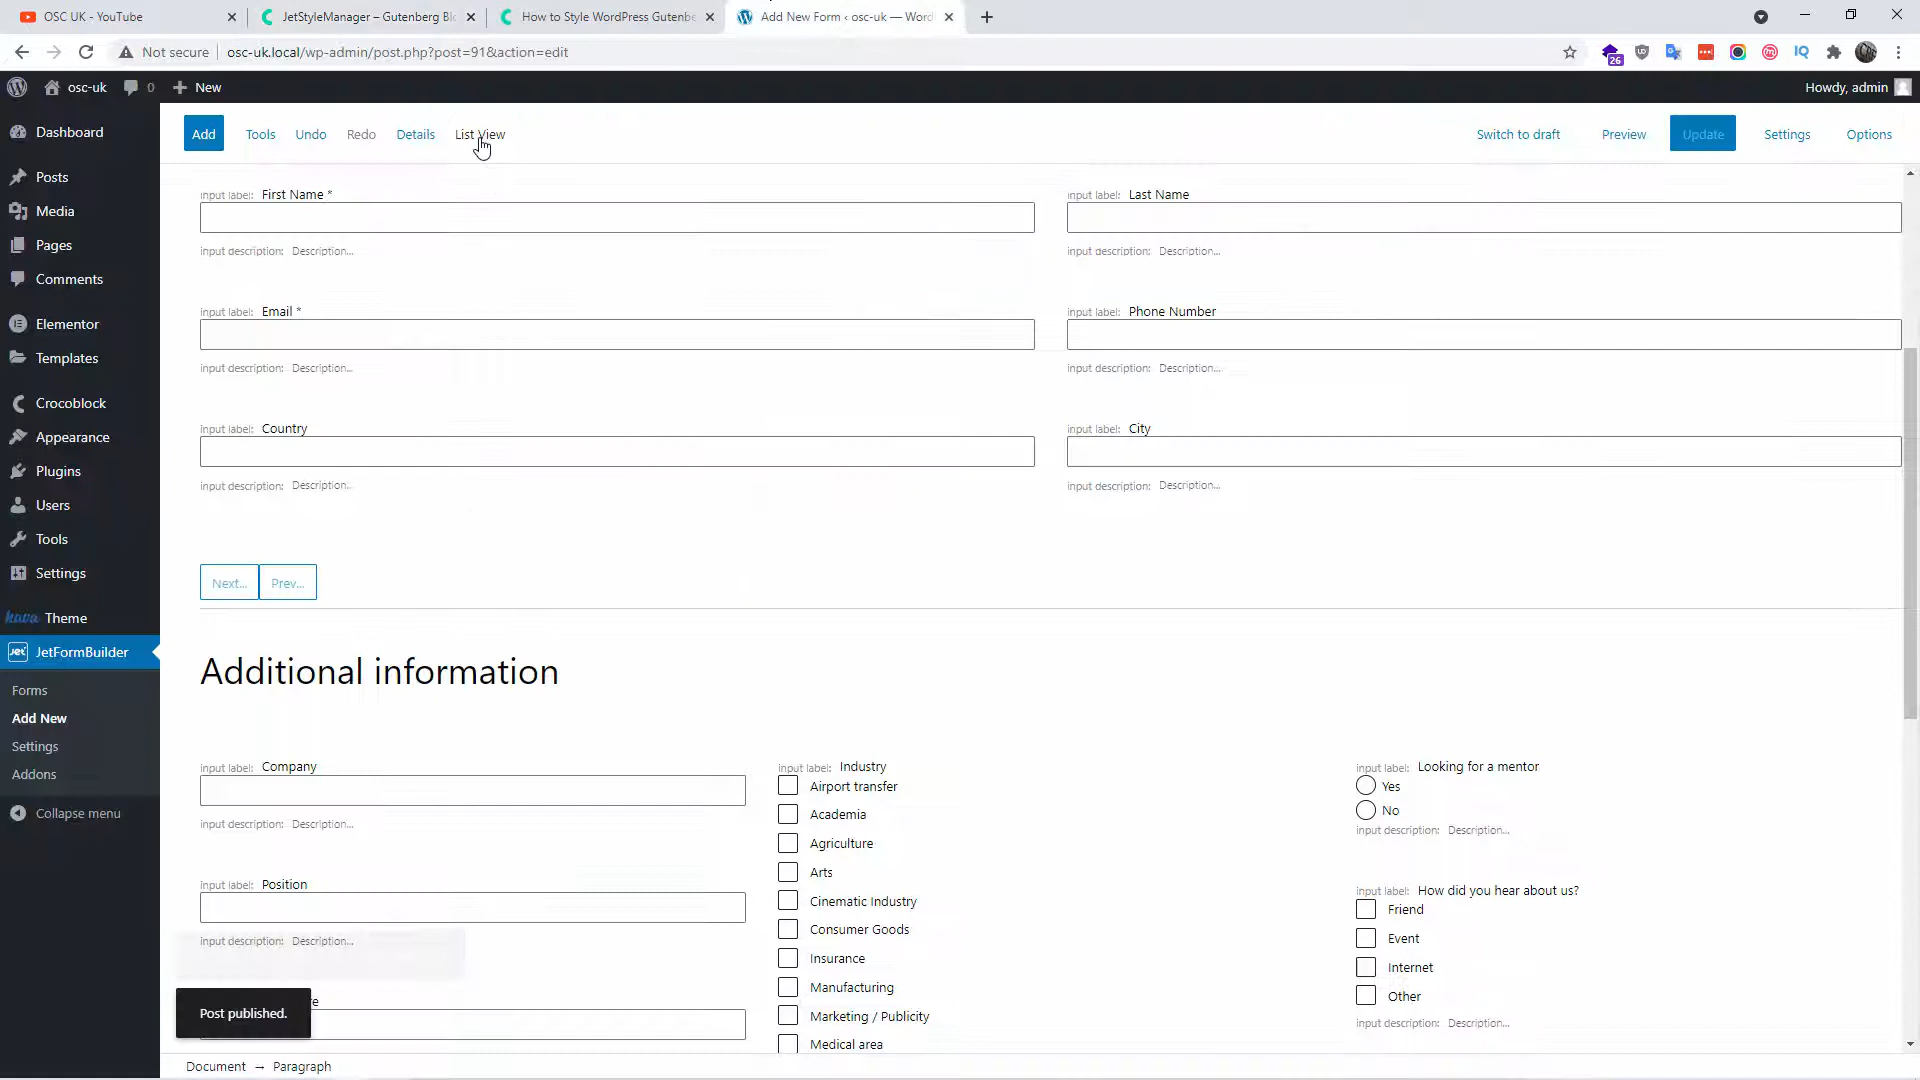 OSC UK - YouTube
JetStyleManager – Gutenberg Blo
How to Style WordPress Gutenbe
Add New Form ‹ osc-uk — Word
Not secure
osc-uk.local/wp-admin/post.php?post=91&action=edit
26
UD
IQ
osc-uk
0
New
Howdy, admin
Dashboard
Posts
Media
Pages
Comments
Elementor
Templates
Crocoblock
Appearance
Plugins
Users
Tools
Settings
hava Theme
Jet JetFormBuilder
Forms
Add New
Settings
Addons
Collapse menu
Add
Tools
Undo
Redo
Details
List View
Switch to draft
Preview
Update
Settings
Options
input label: First Name *
input label: Last Name
input description: Description...
input description: Description...
input label: Email *
input label: Phone Number
input description: Description...
input description: Description...
input label: Country
input label: City
input description: Description..
input description: Description...
Next...
Prev...
Additional information
input label: Company
input description: Description...
input label: Position
input description: Description...
re
input label: Industry
Airport transfer
Academia
Agriculture
Arts
Cinematic Industry
Consumer Goods
Insurance
Manufacturing
Marketing / Publicity
Medical area
input label: Looking for a mentor
Yes
No
input description: Description...
input label: How did you hear about us?
Friend
Event
Internet
Other
input description: Description...
Post published.
Document → Paragraph